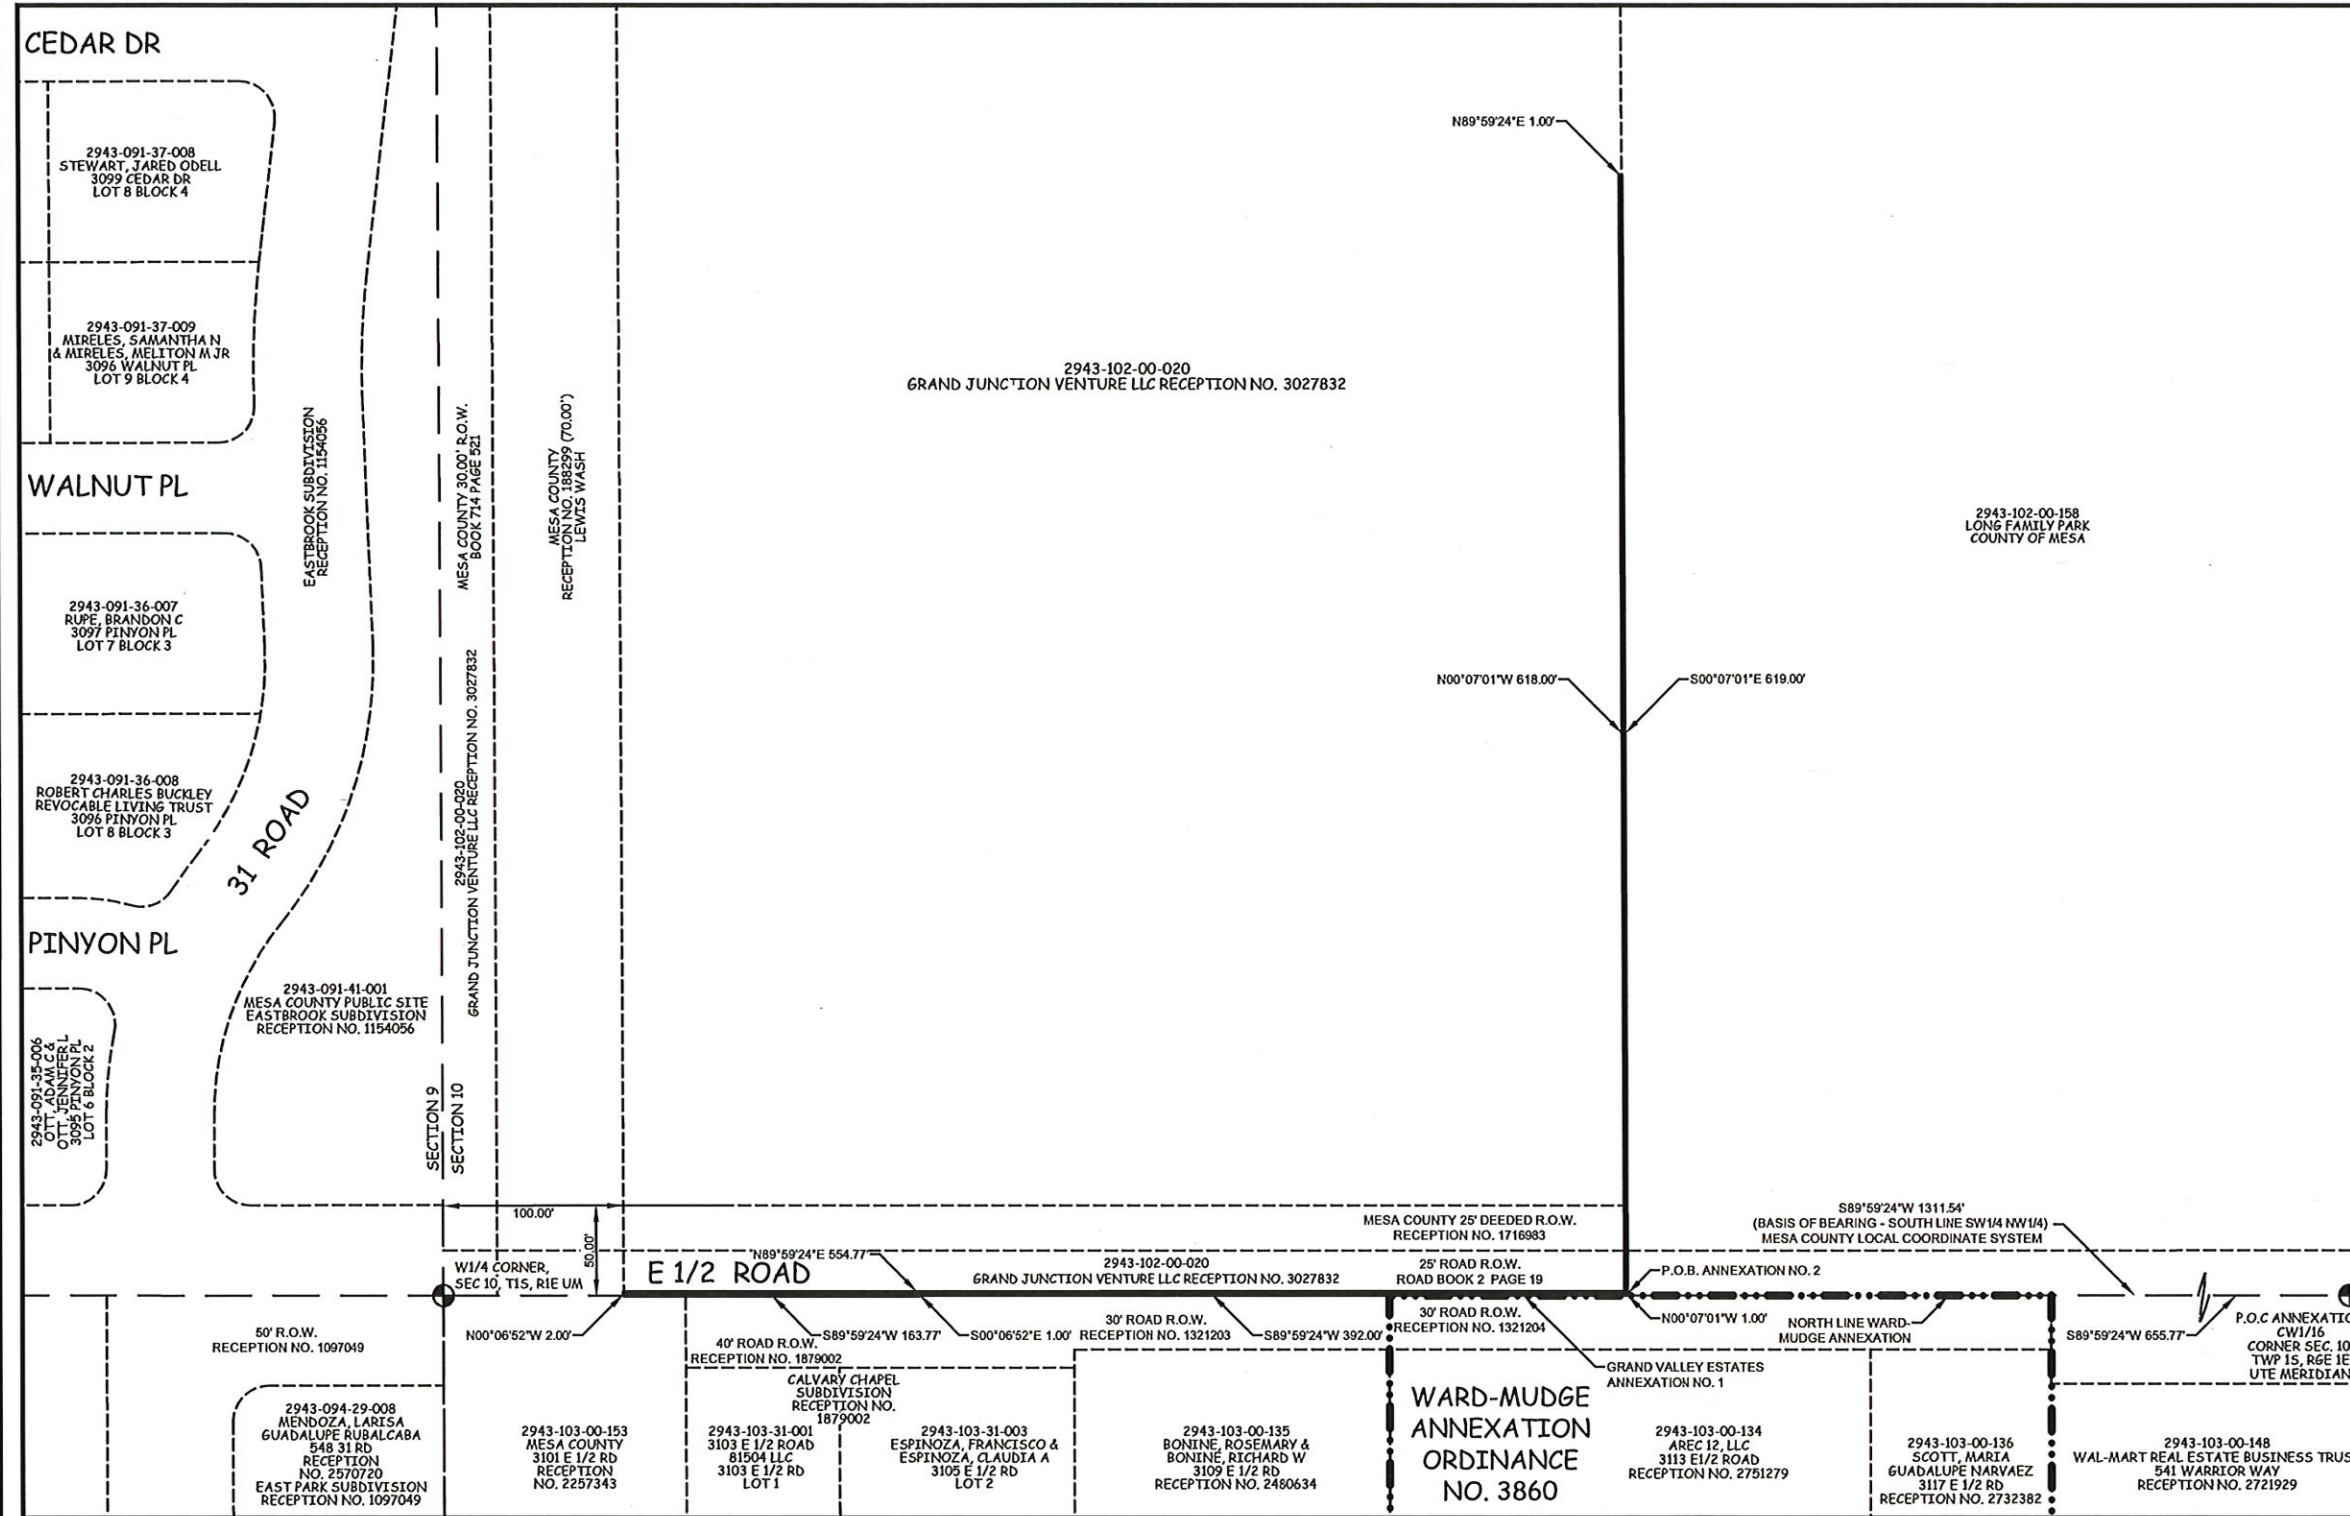 CEDAR DR
2943-091-37-008
STEWART, JARED ODELL
3099 CEDAR DR
LOT 8 BLOCK 4
2943-091-37-009
MIRELES, SAMANTHA N
& MIRELES, MELITON M JR
3096 WALNUT PL
LOT 9 BLOCK 4
WALNUT PL
2943-091-36-007
RUPE, BRANDON C
3097 PINYON PL
LOT 7 BLOCK 3
2943-091-36-008
ROBERT CHARLES BUCKLEY
REVOCABLE LIVING TRUST
3096 PINYON PL
LOT 8 BLOCK 3
31 ROAD
PINYON PL
2943-091-35-006
OTT, ADAM C &
OTT, JENNIFER L
3095 PINYON PL
LOT 6 BLOCK 2
EASTBROOK SUBDIVISION
RECEPTION NO. 1154056
2943-091-41-001
MESA COUNTY PUBLIC SITE
EASTBROOK SUBDIVISION
RECEPTION NO. 1154056
MESA COUNTY 30.00' R.O.W.
BOOK 714 PAGE 521
2943-102-00-020
GRAND JUNCTION VENTURE LLC RECEPTION NO. 3027832
SECTION 9
SECTION 10
MESA COUNTY
RECEPTION NO. 188299 (70.00')
LEWIS WASH
2943-102-00-020
GRAND JUNCTION VENTURE LLC RECEPTION NO. 3027832
N89°59'24"E 1.00'
N00°07'01"W 618.00'
S00°07'01"E 619.00'
2943-102-00-158
LONG FAMILY PARK
COUNTY OF MESA
100.00'
50.00'
MESA COUNTY 25' DEEDED R.O.W.
RECEPTION NO. 1716983
S89°59'24"W 1311.54'
(BASIS OF BEARING - SOUTH LINE SW1/4 NW1/4)
MESA COUNTY LOCAL COORDINATE SYSTEM
W1/4 CORNER,
SEC 10, T1S, R1E UM
N89°59'24"E 554.77'
E 1/2 ROAD
2943-102-00-020
GRAND JUNCTION VENTURE LLC RECEPTION NO. 3027832
25' ROAD R.O.W.
ROAD BOOK 2 PAGE 19
P.O.B. ANNEXATION NO. 2
50' R.O.W.
RECEPTION NO. 1097049
N00°06'52"W 2.00'
40' ROAD R.O.W.
RECEPTION NO. 1879002
S89°59'24"W 163.77'
S00°06'52"E 1.00'
30' ROAD R.O.W.
RECEPTION NO. 1321203
S89°59'24"W 392.00'
30' ROAD R.O.W.
RECEPTION NO. 1321204
N00°07'01"W 1.00'
NORTH LINE WARD-
MUDGE ANNEXATION
S89°59'24"W 655.77'
P.O.C ANNEXATIO
CW1/16
CORNER SEC. 10
TWP 1S, RGE 1E
UTE MERIDIAN
GRAND VALLEY ESTATES
ANNEXATION NO. 1
2943-094-29-008
MENDOZA, LARISA
GUADALUPE RUBALCABA
548 31 RD
RECEPTION
NO. 2570720
EAST PARK SUBDIVISION
RECEPTION NO. 1097049
2943-103-00-153
MESA COUNTY
3101 E 1/2 RD
RECEPTION
NO. 2257343
CALVARY CHAPEL
SUBDIVISION
RECEPTION NO.
1879002
2943-103-31-001
3103 E 1/2 ROAD
81504 LLC
3103 E 1/2 RD
LOT 1
2943-103-31-003
ESPINOZA, FRANCISCO &
ESPINOZA, CLAUDIA A
3105 E 1/2 RD
LOT 2
2943-103-00-135
BONINE, ROSEMARY &
BONINE, RICHARD W
3109 E 1/2 RD
RECEPTION NO. 2480634
WARD-MUDGE
ANNEXATION
ORDINANCE
NO. 3860
2943-103-00-134
AREC 12, LLC
3113 E1/2 ROAD
RECEPTION NO. 2751279
2943-103-00-136
SCOTT, MARIA
GUADALUPE NARVAEZ
3117 E 1/2 RD
RECEPTION NO. 2732382
2943-103-00-148
WAL-MART REAL ESTATE BUSINESS TRUS
541 WARRIOR WAY
RECEPTION NO. 2721929